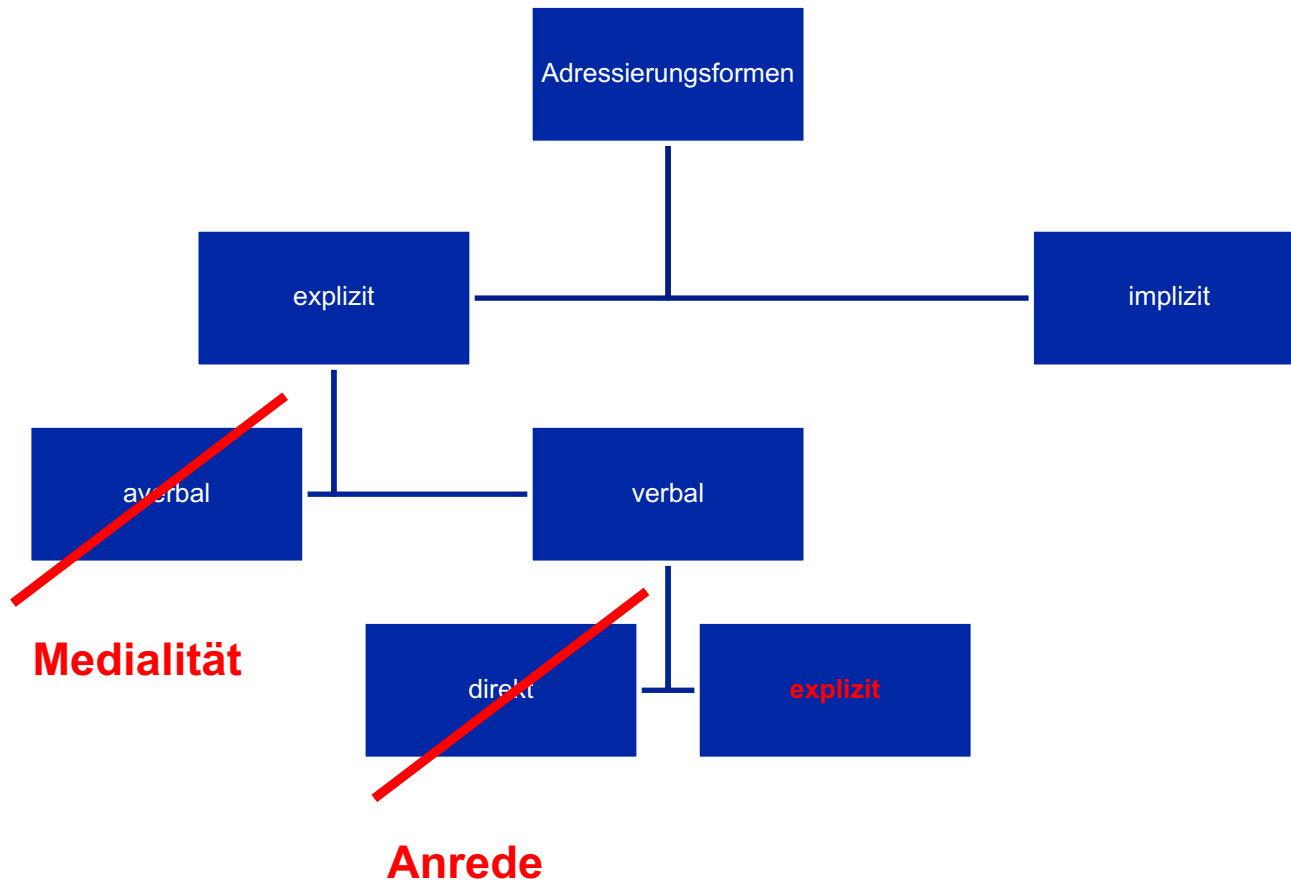 Adressierungsformen
explizit
implizit
averbal
verbal
Medialität
direkt
explizit
Anrede